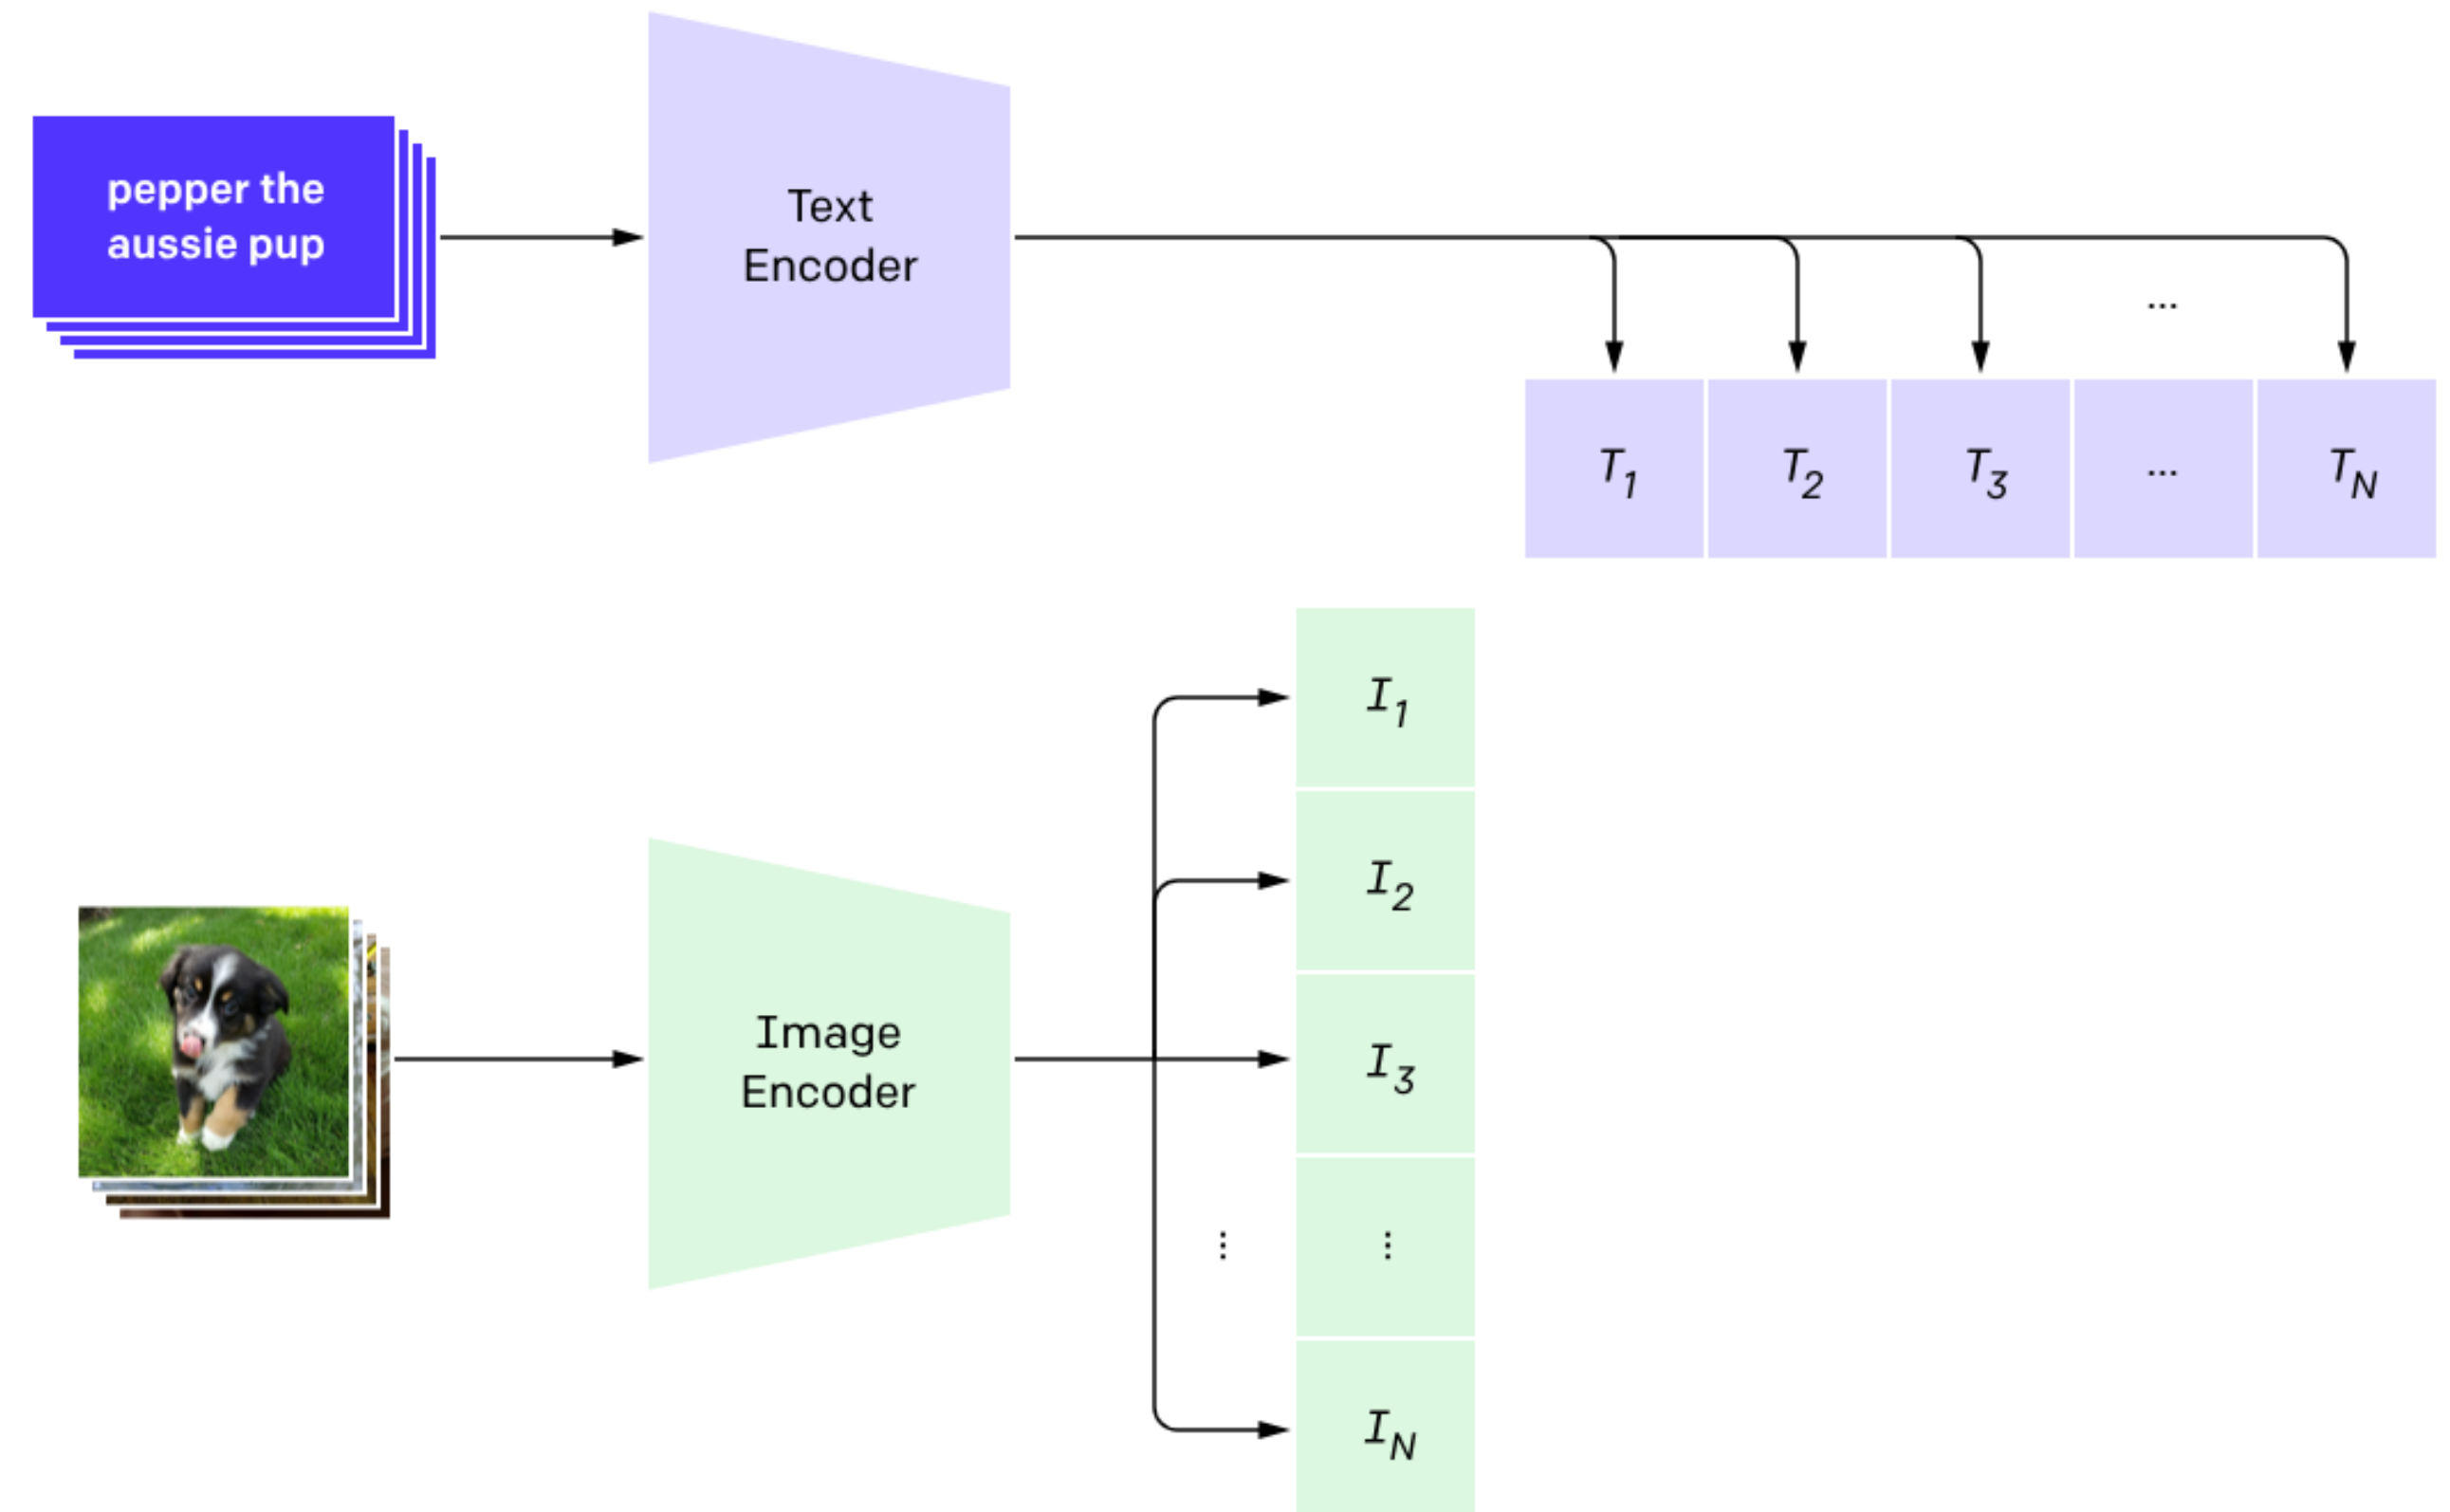 pepper the
aussie pup
Text
Encoder
...
T1 T2 T3 ... TN
I1
I2
Image
Encoder
I3
⋮ ⋮
IN